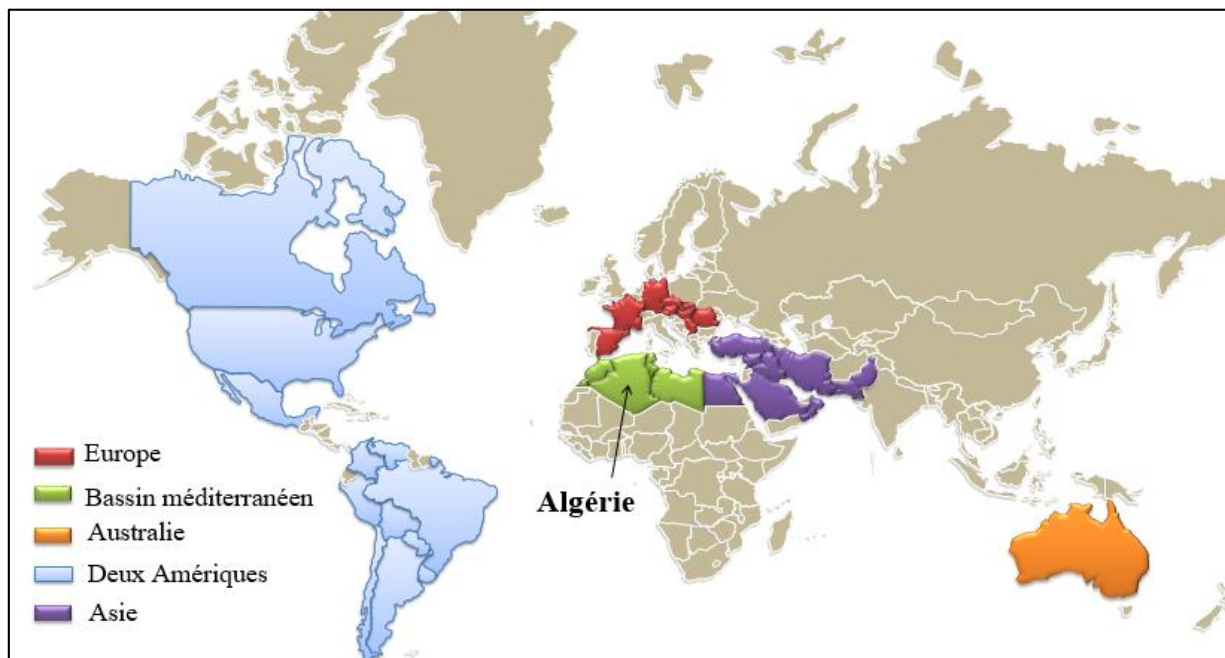 Europe
Bassin méditerranéen
Australie
Deux Amériques
Asie
Algérie